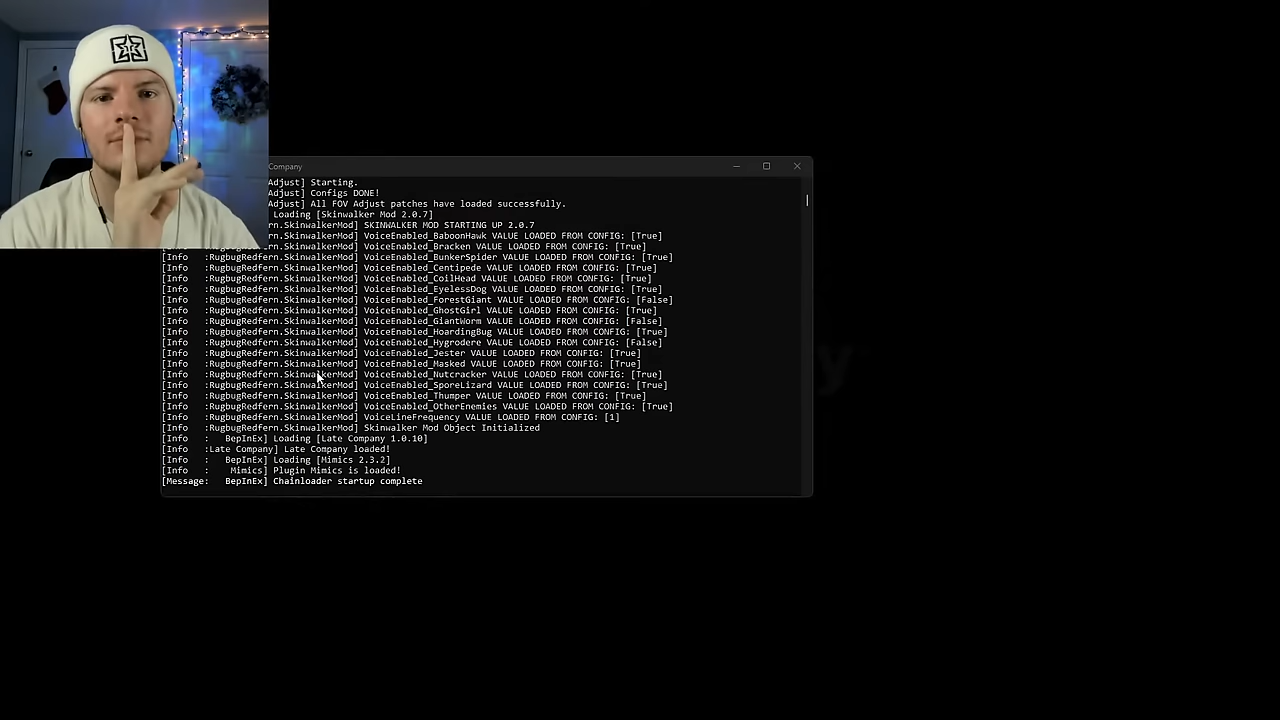 Company
Adjust] Starting.
Adjust] Configs DONE!
Adjust] All FOV Adjust patches have loaded successfully.
Loading [Skinwalker Mod 2.0.7]
rn.SkinwalkerMod] SKINWALKER MOD STARTING UP 2.0.7
rn.SkinwalkerMod] VoiceEnabled_BaboonHawk VALUE LOADED FROM CONFIG: [True]
rn.SkinwalkerMod] VoiceEnabled_Bracken VALUE LOADED FROM CONFIG: [True]
[Info   :RugbugRedfern.SkinwalkerMod] VoiceEnabled_BunkerSpider VALUE LOADED FROM CONFIG: [True]
[Info   :RugbugRedfern.SkinwalkerMod] VoiceEnabled_Centipede VALUE LOADED FROM CONFIG: [True]
[Info   :RugbugRedfern.SkinwalkerMod] VoiceEnabled_CoilHead VALUE LOADED FROM CONFIG: [True]
[Info   :RugbugRedfern.SkinwalkerMod] VoiceEnabled_EyelessDog VALUE LOADED FROM CONFIG: [True]
[Info   :RugbugRedfern.SkinwalkerMod] VoiceEnabled_ForestGiant VALUE LOADED FROM CONFIG: [False]
[Info   :RugbugRedfern.SkinwalkerMod] VoiceEnabled_GhostGirl VALUE LOADED FROM CONFIG: [True]
[Info   :RugbugRedfern.SkinwalkerMod] VoiceEnabled_GiantWorm VALUE LOADED FROM CONFIG: [False]
[Info   :RugbugRedfern.SkinwalkerMod] VoiceEnabled_HoardingBug VALUE LOADED FROM CONFIG: [True]
[Info   :RugbugRedfern.SkinwalkerMod] VoiceEnabled_Hygrodere VALUE LOADED FROM CONFIG: [False]
[Info   :RugbugRedfern.SkinwalkerMod] VoiceEnabled_Jester VALUE LOADED FROM CONFIG: [True]
[Info   :RugbugRedfern.SkinwalkerMod] VoiceEnabled_Masked VALUE LOADED FROM CONFIG: [True]
[Info   :RugbugRedfern.SkinwalkerMod] VoiceEnabled_Nutcracker VALUE LOADED FROM CONFIG: [True]
[Info   :RugbugRedfern.SkinwalkerMod] VoiceEnabled_SporeLizard VALUE LOADED FROM CONFIG: [True]
[Info   :RugbugRedfern.SkinwalkerMod] VoiceEnabled_Thumper VALUE LOADED FROM CONFIG: [True]
[Info   :RugbugRedfern.SkinwalkerMod] VoiceEnabled_OtherEnemies VALUE LOADED FROM CONFIG: [True]
[Info   :RugbugRedfern.SkinwalkerMod] VoiceLineFrequency VALUE LOADED FROM CONFIG: [1]
[Info   :RugbugRedfern.SkinwalkerMod] Skinwalker Mod Object Initialized
[Info   :   BepInEx] Loading [Late Company 1.0.10]
[Info   :Late Company] Late Company loaded!
[Info   :   BepInEx] Loading [Mimics 2.3.2]
[Info   :    Mimics] Plugin Mimics is loaded!
[Message:   BepInEx] Chainloader startup complete